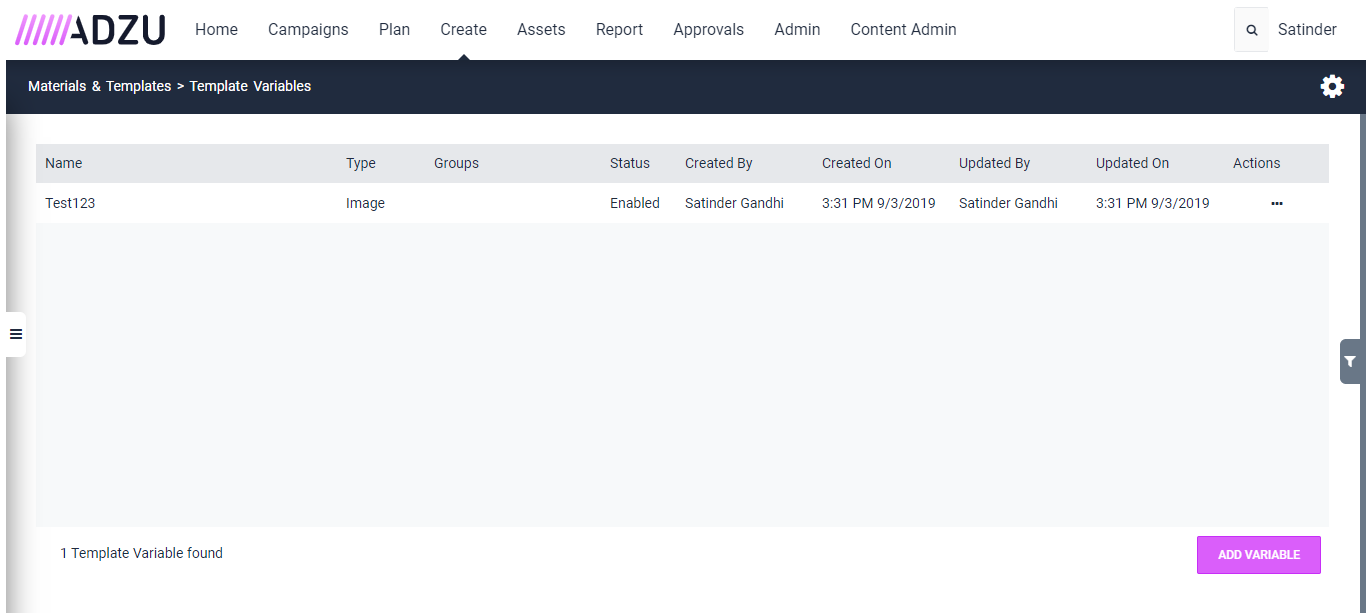 ADZU Home Campaigns Plan Create Assets Report Approvals Admin Content Admin Satinder
Materials & Templates > Template Variables
Name Type Groups Status Created By Created On Updated By Updated On Actions
Test123 Image Enabled Satinder Gandhi 3:31 PM 9/3/2019 Satinder Gandhi 3:31 PM 9/3/2019 •••
1 Template Variable found ADD VARIABLE